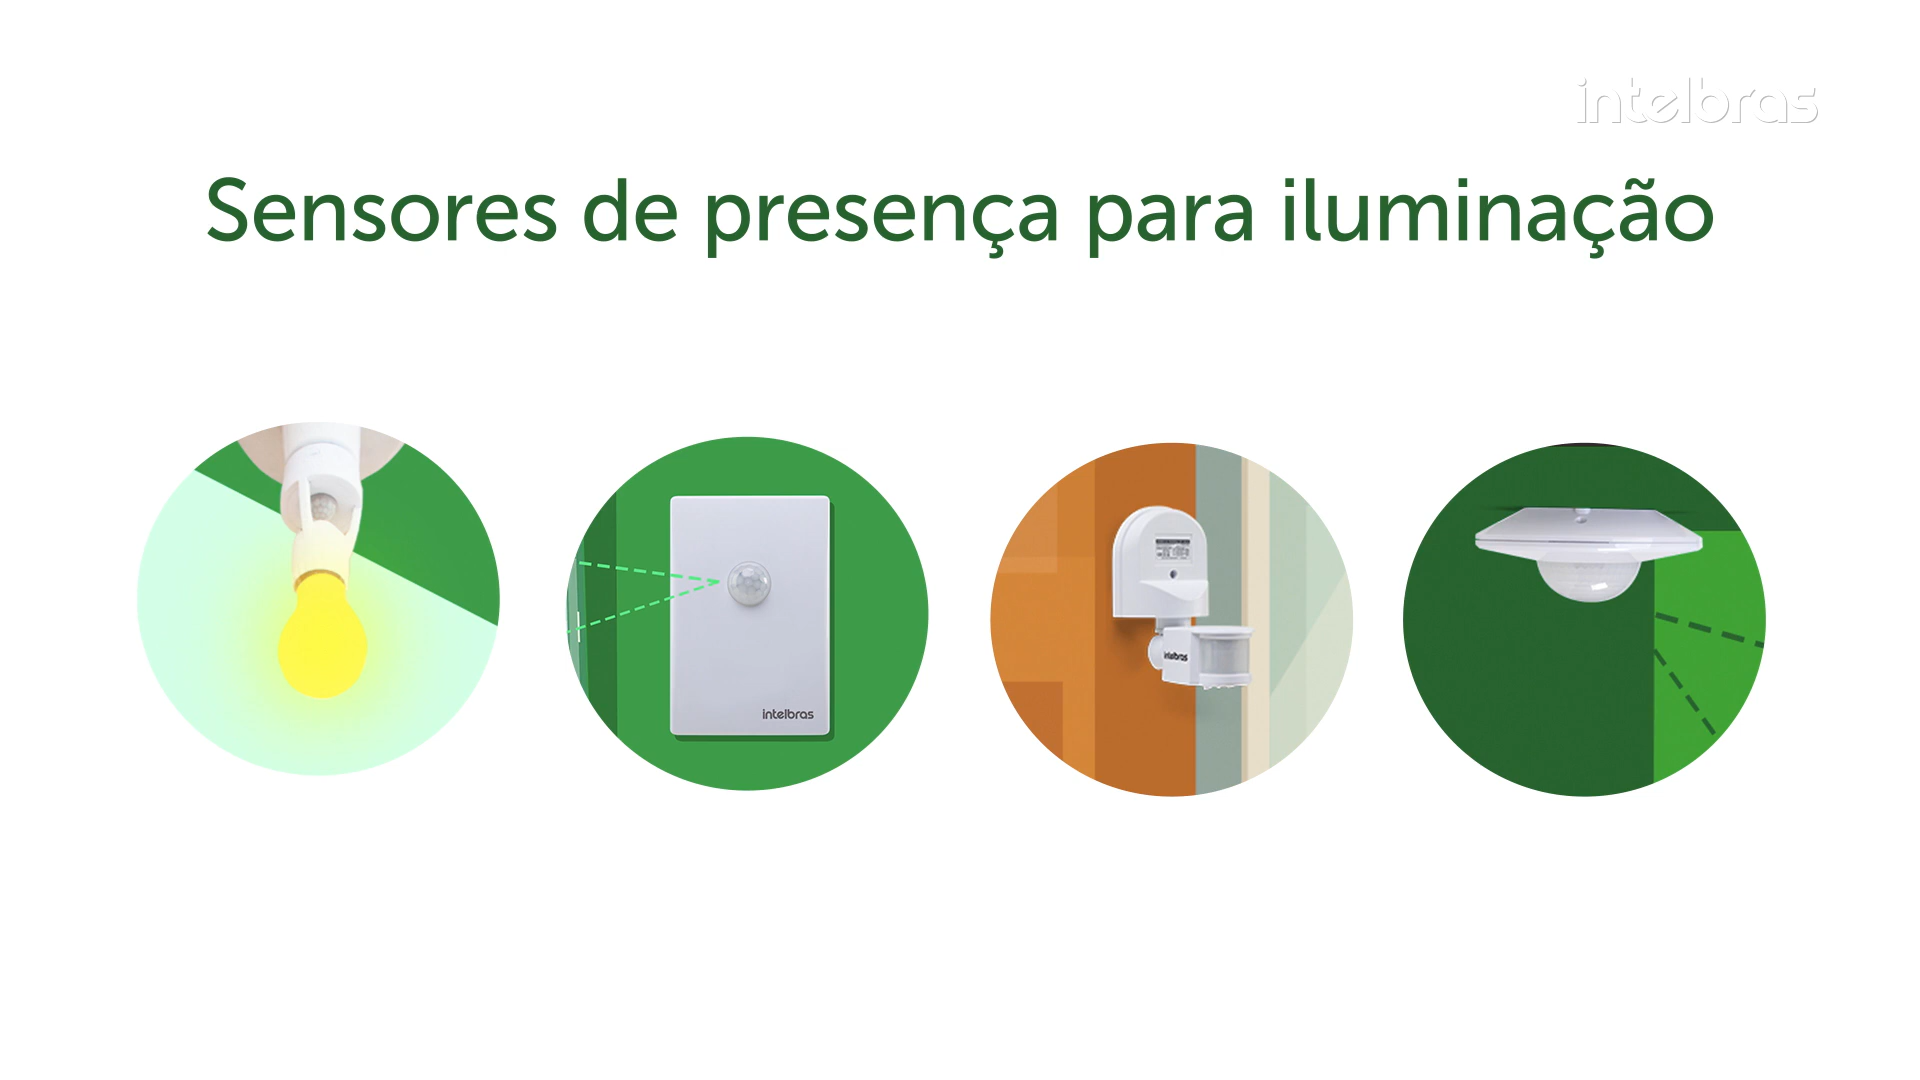 intelbras
Sensores de presença para iluminação
intelbras
intelbras